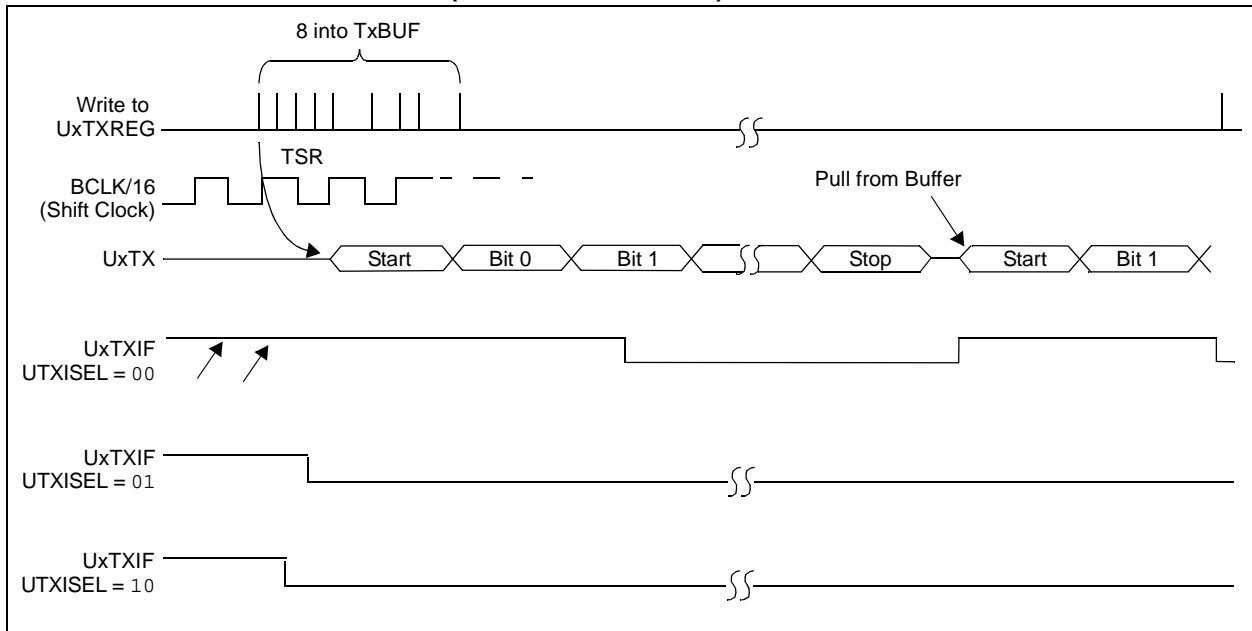 8 into TxBUF
Write to
UxTXREG
TSR
BCLK/16
(Shift Clock)
Pull from Buffer
UxTX
Start
Bit 0
Bit 1
Stop
Start
Bit 1
UxTXIF
UTXISEL = 00
UxTXIF
UTXISEL = 01
UxTXIF
UTXISEL = 10